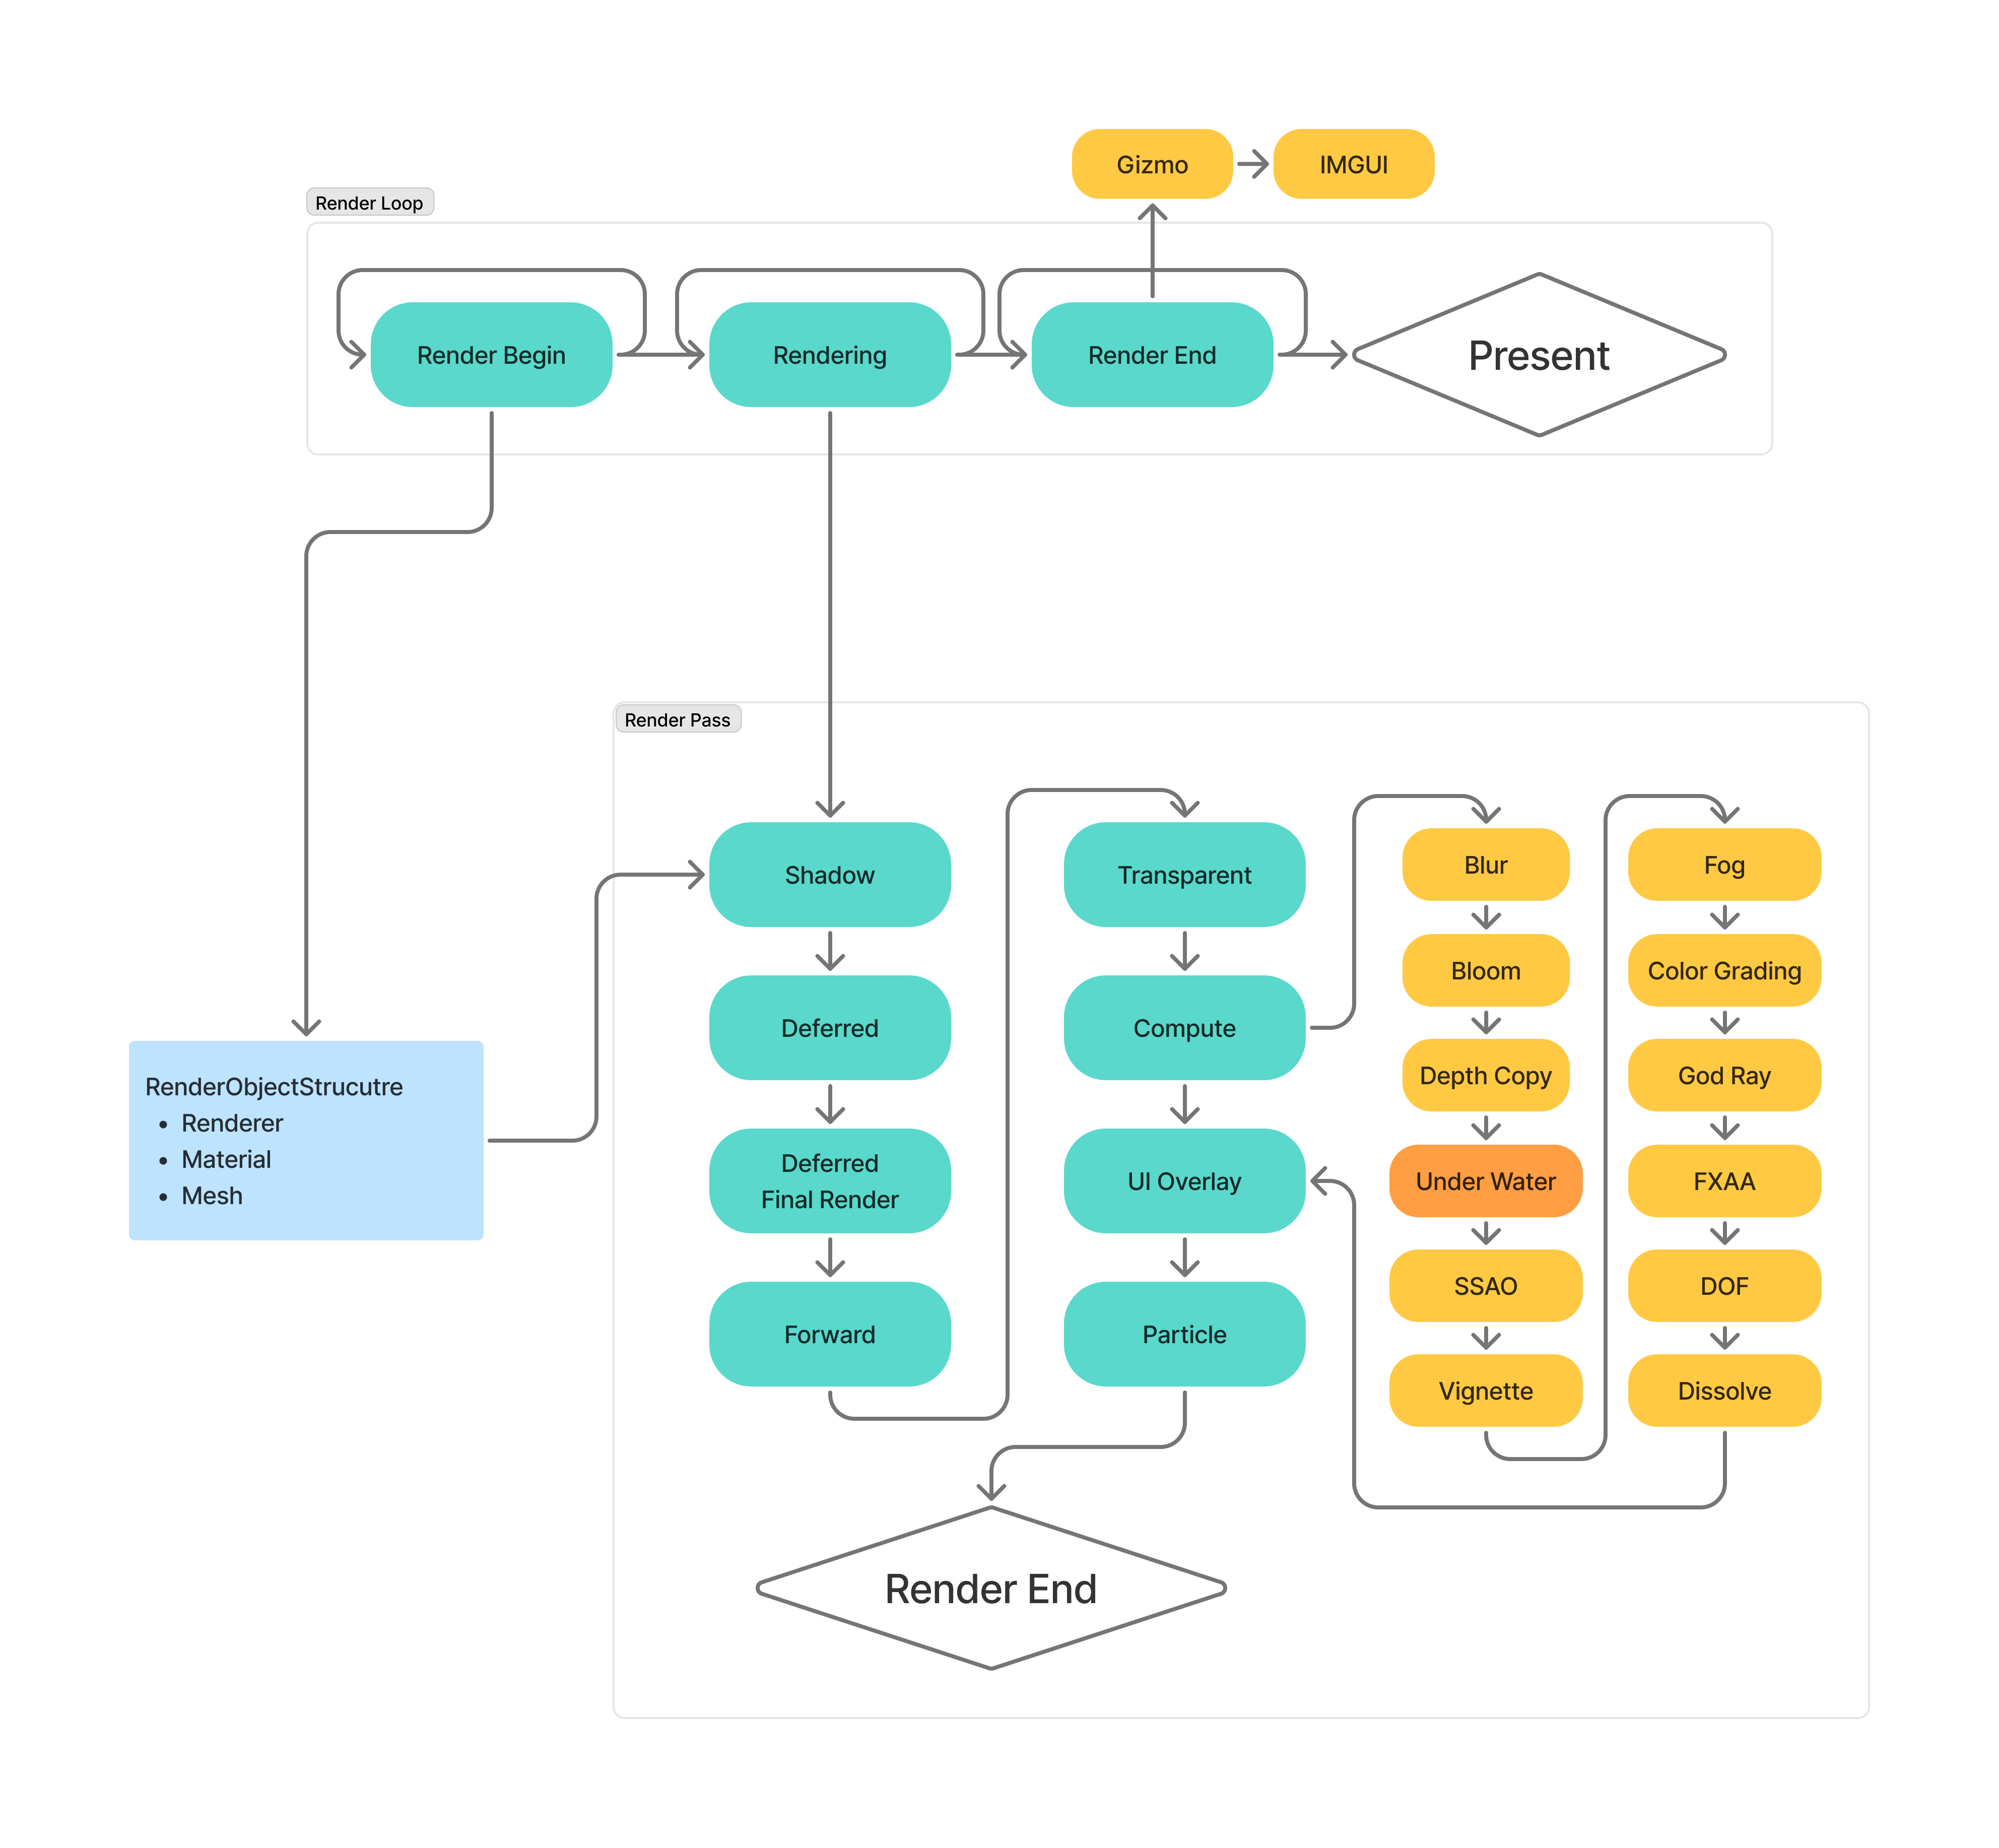 Gizmo
IMGUI
Render Loop
Render Begin
Rendering
Render End
Present
Render Pass
Shadow
Transparent
Blur
Fog
Bloom
Color Grading
Deferred
Compute
Depth Copy
God Ray
RenderObjectStrucutre
• Renderer
• Material
• Mesh
Deferred
Final Render
UI Overlay
Under Water
FXAA
SSAO
DOF
Forward
Particle
Vignette
Dissolve
Render End